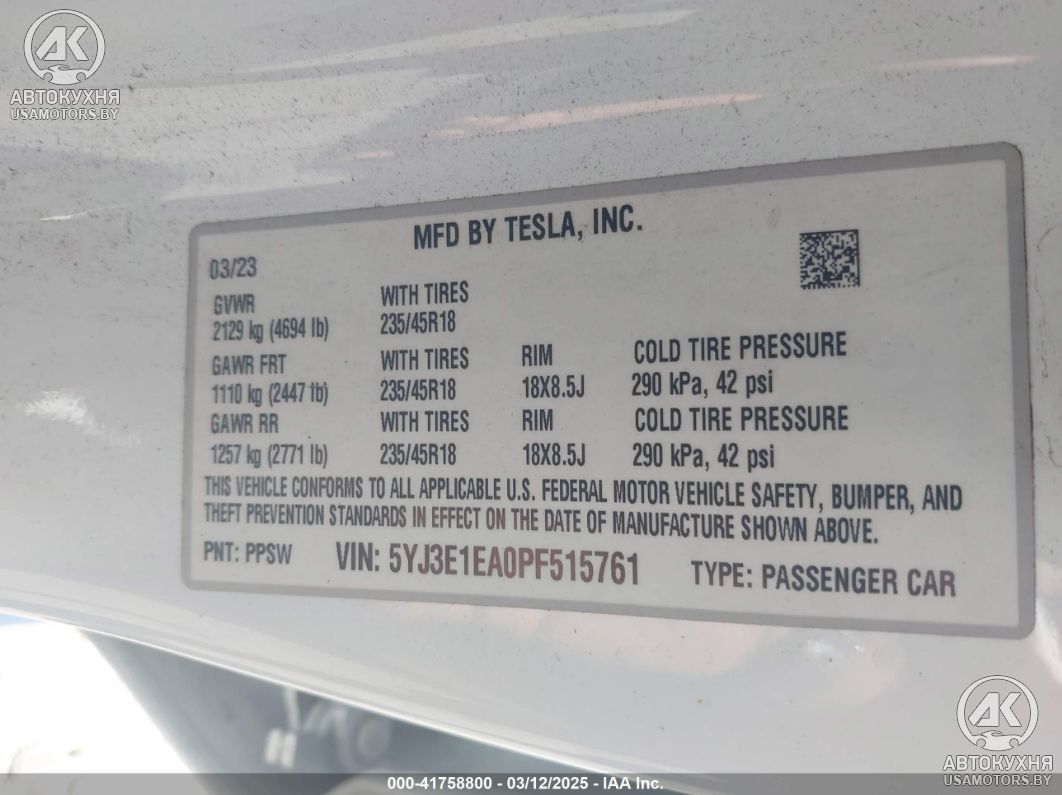 AK
АВТОКУХНЯ
USAMOTORS.BY
MFD BY TESLA, INC.
03/23
GVWR
2129 kg (4694 lb)
WITH TIRES
235/45R18
GAWR FRT
1110 kg (2447 lb)
WITH TIRES
235/45R18
RIM
18X8.5J
COLD TIRE PRESSURE
290 kPa, 42 psi
GAWR RR
1257 kg (2771 lb)
WITH TIRES
235/45R18
RIM
18X8.5J
COLD TIRE PRESSURE
290 kPa, 42 psi
THIS VEHICLE CONFORMS TO ALL APPLICABLE U.S. FEDERAL MOTOR VEHICLE SAFETY, BUMPER, AND
THEFT PREVENTION STANDARDS IN EFFECT ON THE DATE OF MANUFACTURE SHOWN ABOVE.
PNT: PPSW VIN: 5YJ3E1EA0PF515761 TYPE: PASSENGER CAR
AK
АВТОКУХНЯ
USAMOTORS.BY
000-41758800 - 03/12/2025 - IAA Inc.